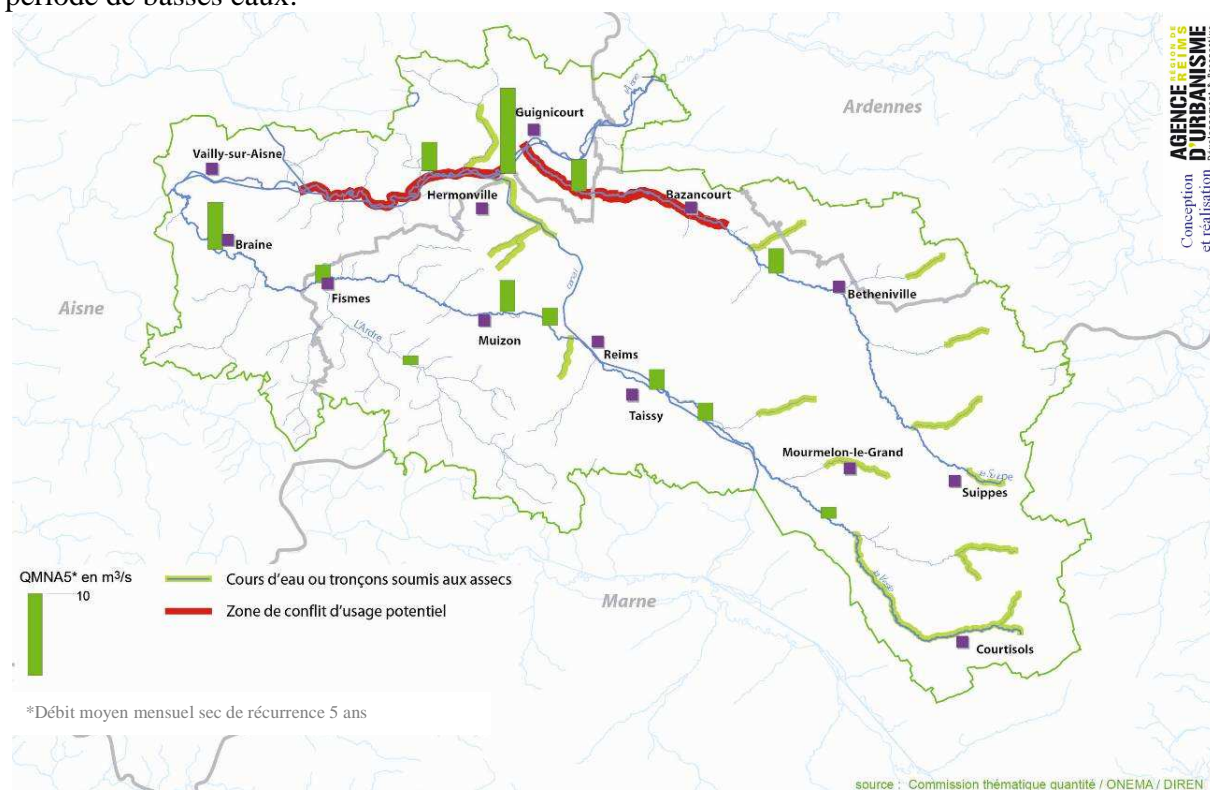 période de basses eaux.
AGENCE
RÉGION DE
REIMS
D'URBANISME
Conception
et réalisation
Ardennes
Guignicourt
Vailly-sur-Aisne
Hermonville
Bazancourt
Braine
Betheniville
Fismes
Aisne
L'Ardre
Muizon
Reims
Taissy
Mourmelon-le-Grand
Suippes
Marne
Courtisols
QMNA5* en m³/s
10
Cours d'eau ou tronçons soumis aux assecs
Zone de conflit d'usage potentiel
*Débit moyen mensuel sec de récurrence 5 ans
source : Commission thématique quantité / ONEMA / DIREN